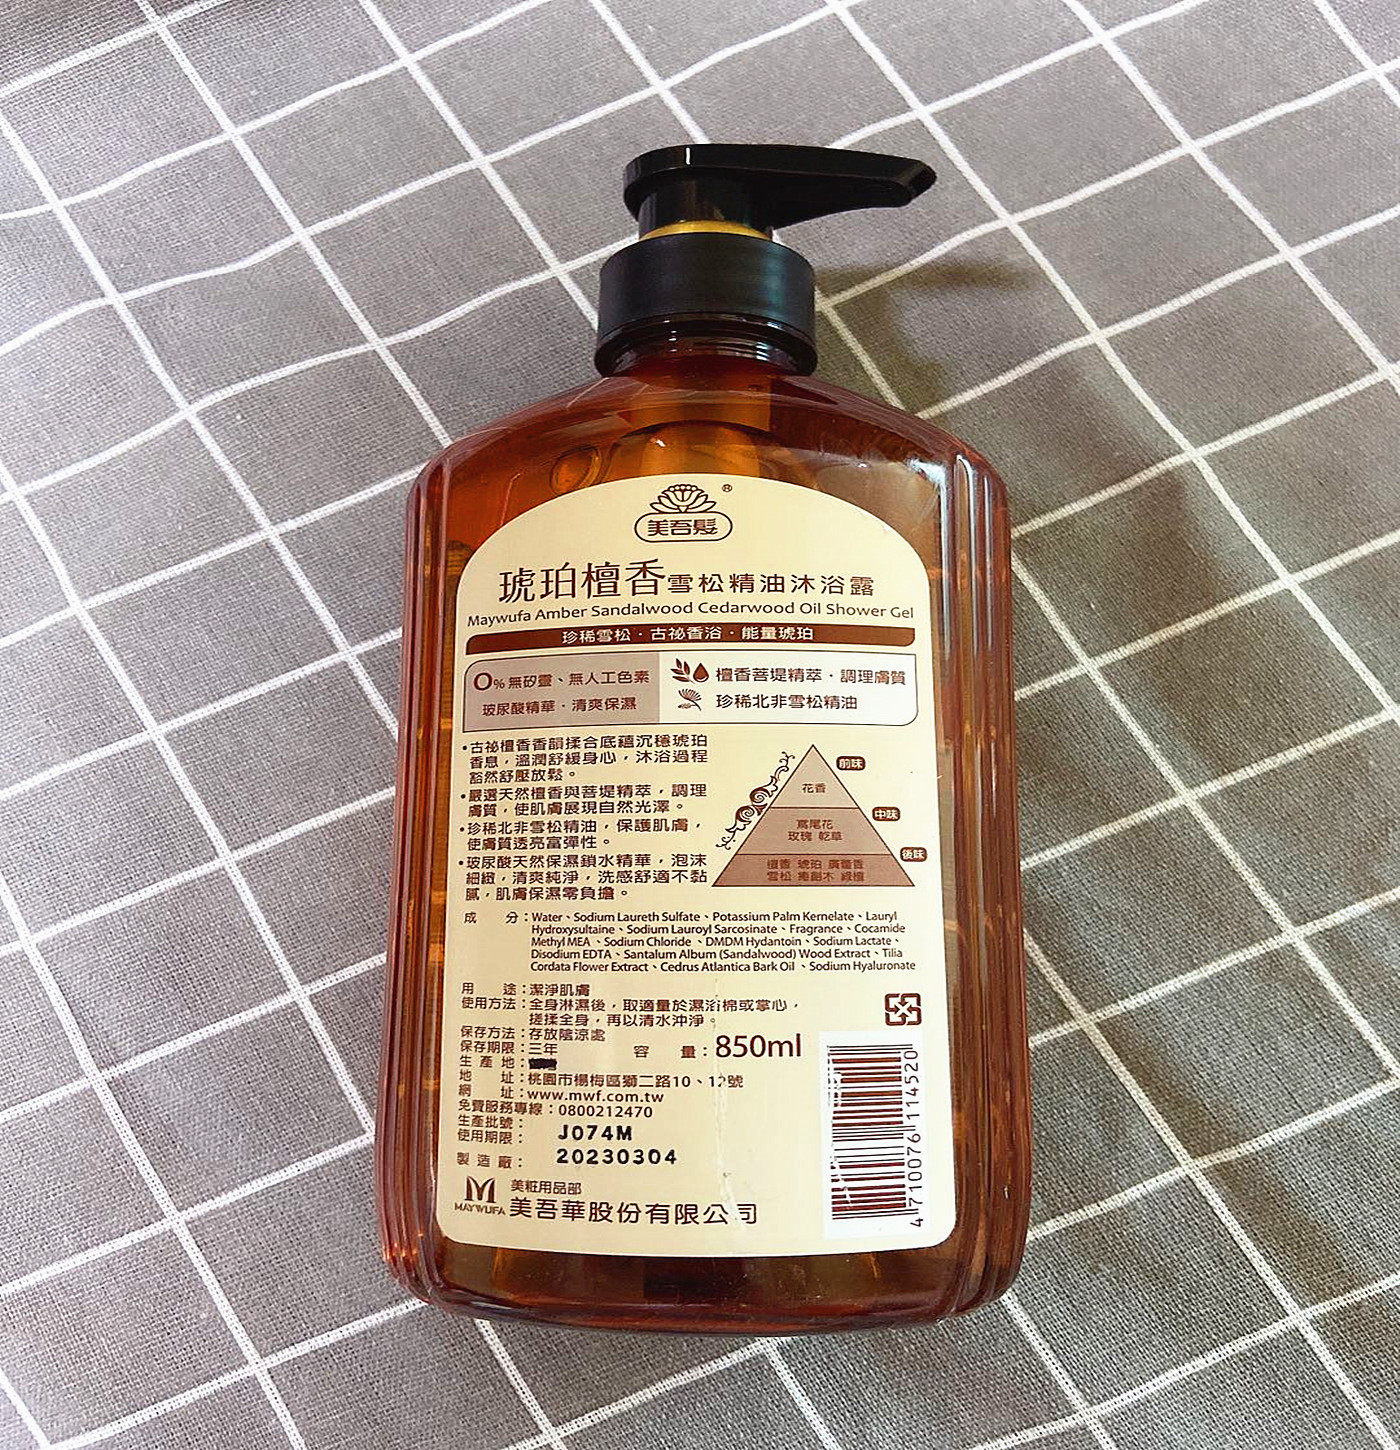 美吾髮®
琥珀檀香雪松精油沐浴露
Maywufa Amber Sandalwood Cedarwood Oil Shower Gel
珍稀雪松・古祕香浴・能量琥珀
0% 無矽靈、無人工色素
玻尿酸精華・清爽保濕
檀香菩堤精萃・調理膚質
珍稀北非雪松精油
•古祕檀香香韻揉合底蘊沉穩琥珀
香息，溫潤舒緩身心，沐浴過程
豁然舒壓放鬆。
•嚴選天然檀香與菩堤精萃，調理
膚質，使肌膚展現自然光澤。
•珍稀北非雪松精油，保護肌膚，
使膚質透亮富彈性。
•玻尿酸天然保濕鎖水精華，泡沫
細緻，清爽純淨，洗感舒適不黏
膩，肌膚保濕零負擔。
前味
花香
中味
鳶尾花
玫瑰 乾草
後味
檀香 琥珀 廣藿香
雪松 癒創木
成　分：Water、Sodium Laureth Sulfate、Potassium Palm Kernelate、Lauryl
Hydroxysultaine、Sodium Lauroyl Sarcosinate、Fragrance、Cocamide
Methyl MEA、Sodium Chloride、DMDM Hydantoin、Sodium Lactate、
Disodium EDTA、Santalum Album (Sandalwood) Wood Extract、Tilia
Cordata Flower Extract、Cedrus Atlantica Bark Oil、Sodium Hyaluronate
用　途：潔淨肌膚
使用方法：全身淋濕後，取適量於濕浴棉或掌心，
搓揉全身，再以清水沖淨。
保存方法：存放陰涼處
保存期限：三年
容　量：850ml
生產地：
地　址：桃園市楊梅區獅二路10、12號
網　址：www.mwf.com.tw
免費服務專線：0800212470
生產批號：
使用期限：
J074M
20230304
製造廠：
MAYWUFA
美粧用品部
美吾華股份有限公司
4 710076 114520